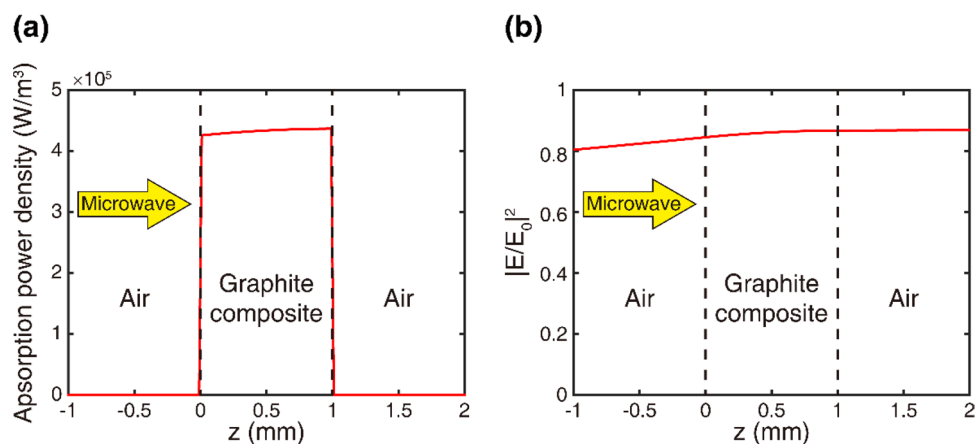 (a)
×10⁵
Apsorption power density (W/m³)
5
4
3
2
1
0
Microwave
Air
Graphite
composite
Air
-1
-0.5
0
0.5
1
1.5
2
z (mm)
(b)
|E/E₀|²
1
0.8
0.6
0.4
0.2
0
Microwave
Air
Graphite
composite
Air
-1
-0.5
0
0.5
1
1.5
2
z (mm)